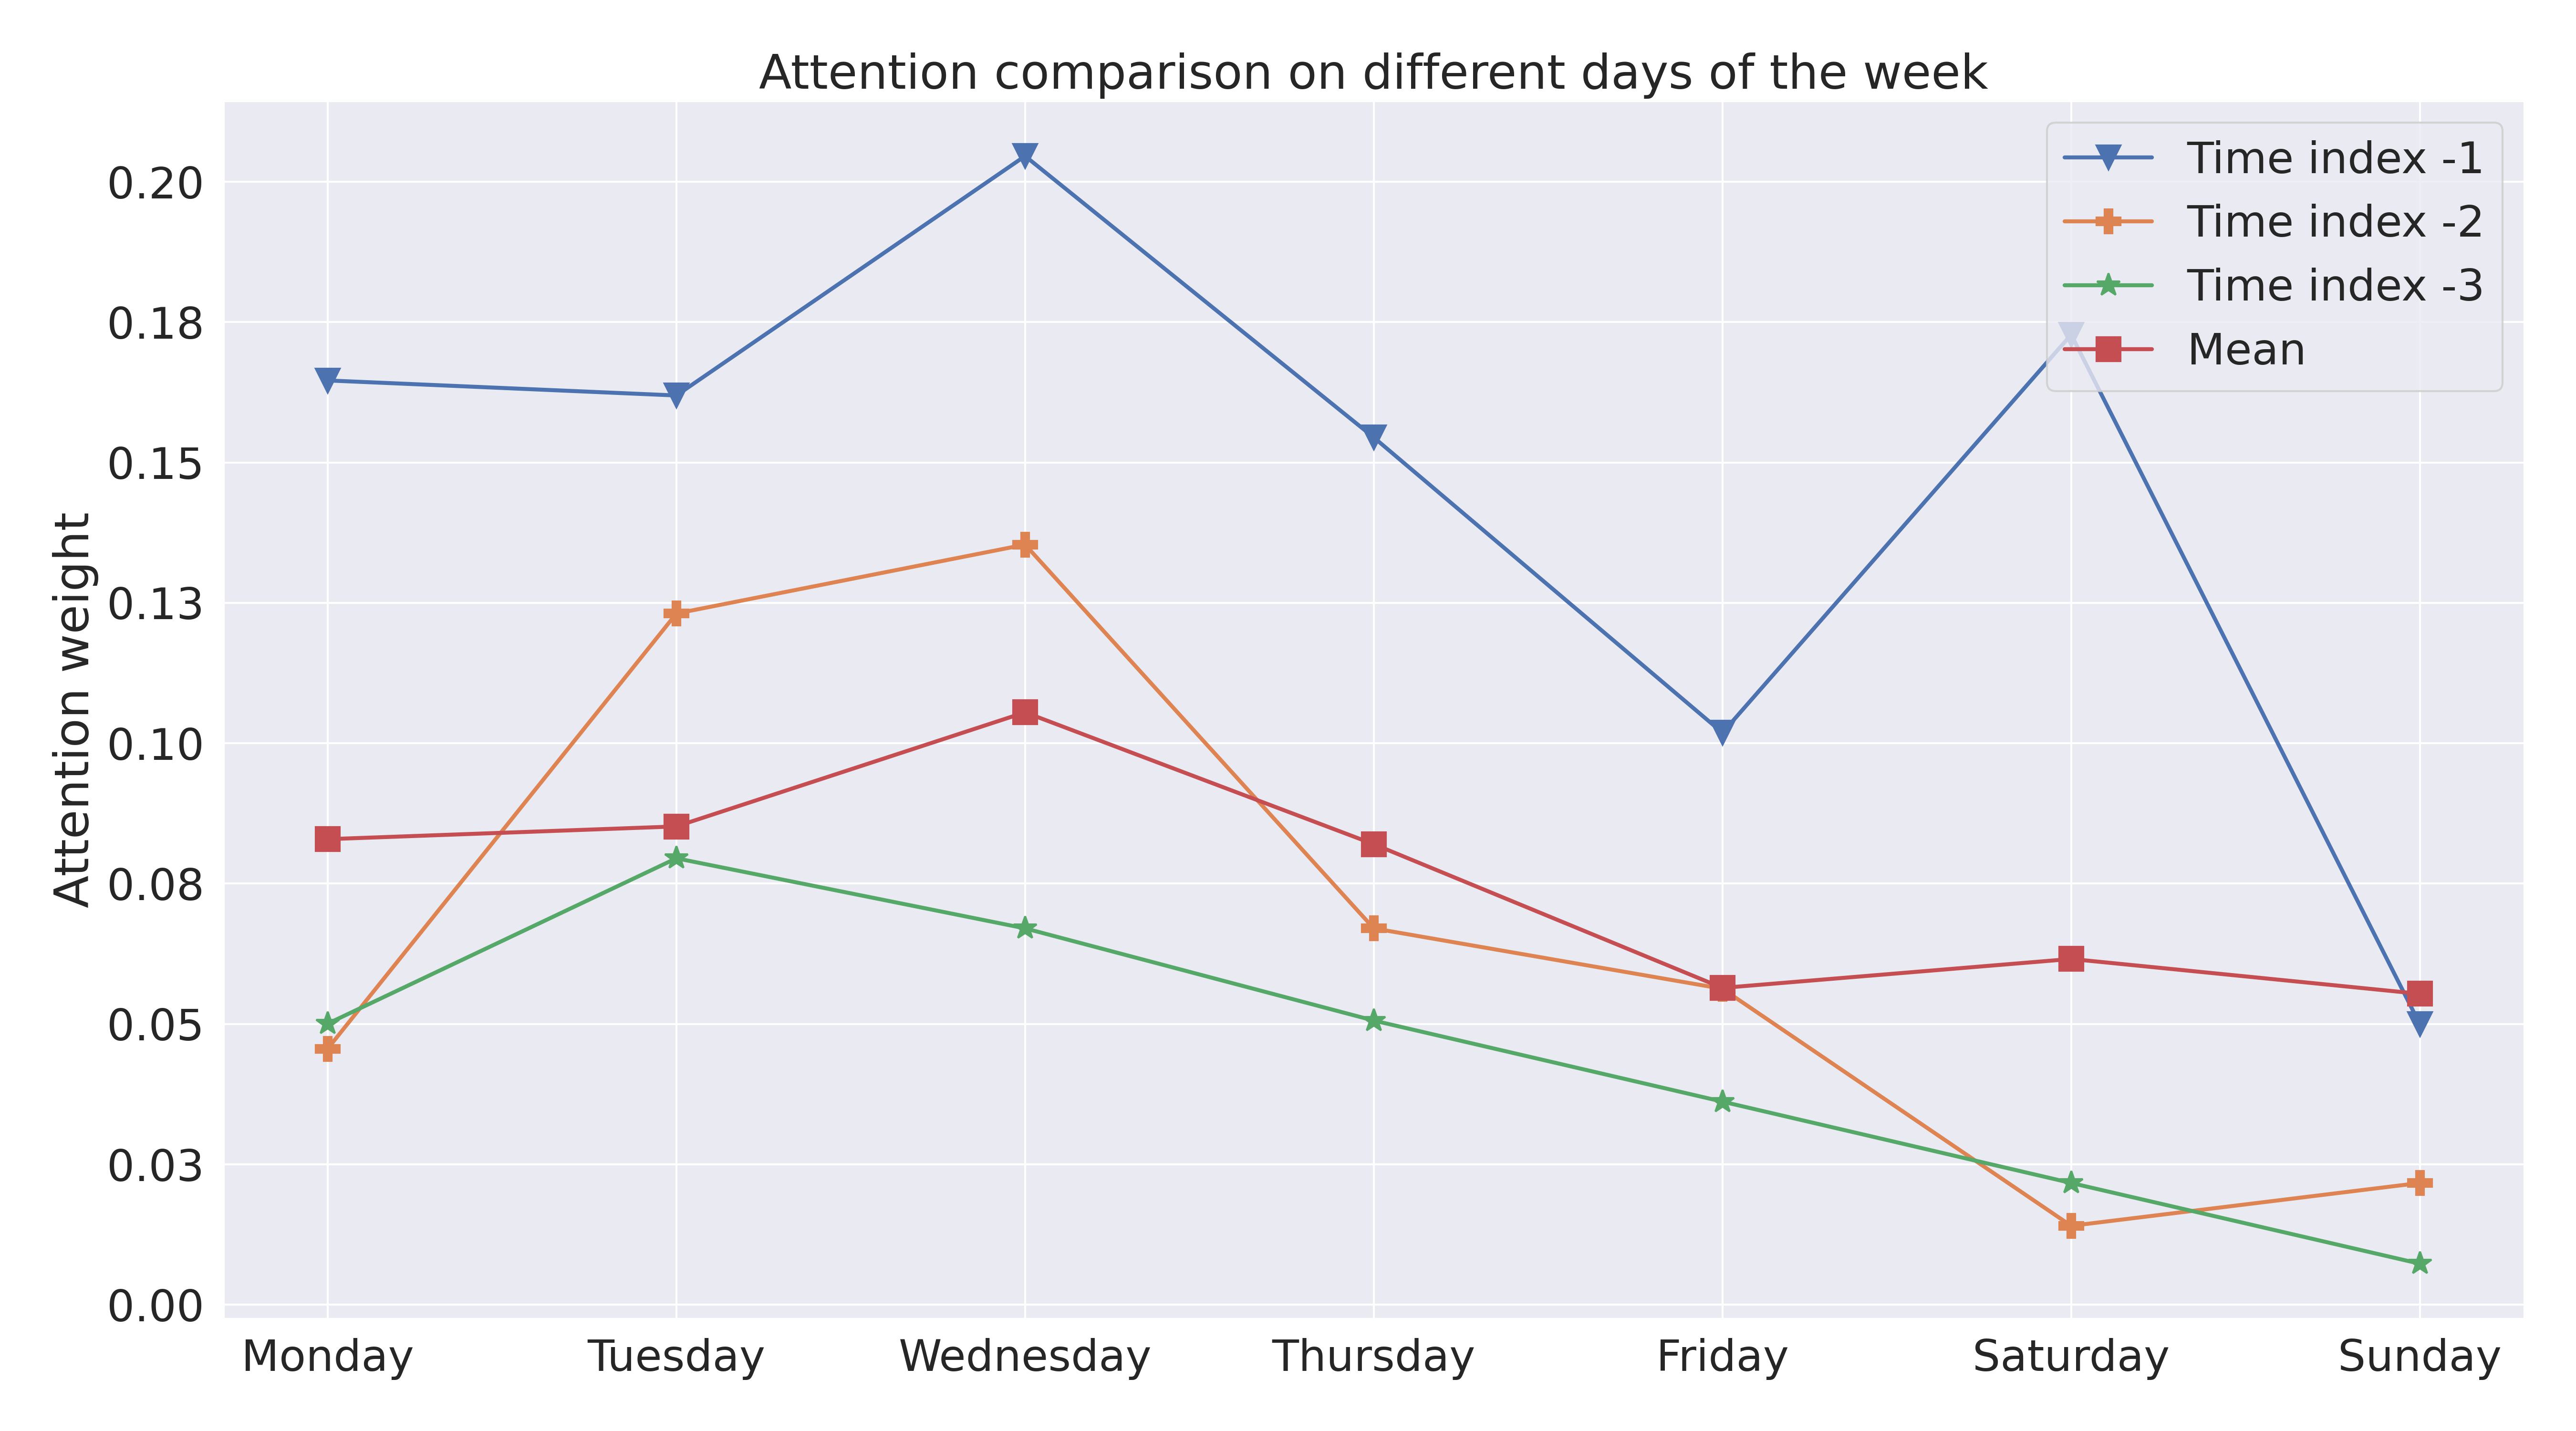 Attention comparison on different days of the week
Attention weight
0.20
0.18
0.15
0.13
0.10
0.08
0.05
0.03
0.00
Monday Tuesday Wednesday Thursday Friday Saturday Sunday
Time index -1
Time index -2
Time index -3
Mean